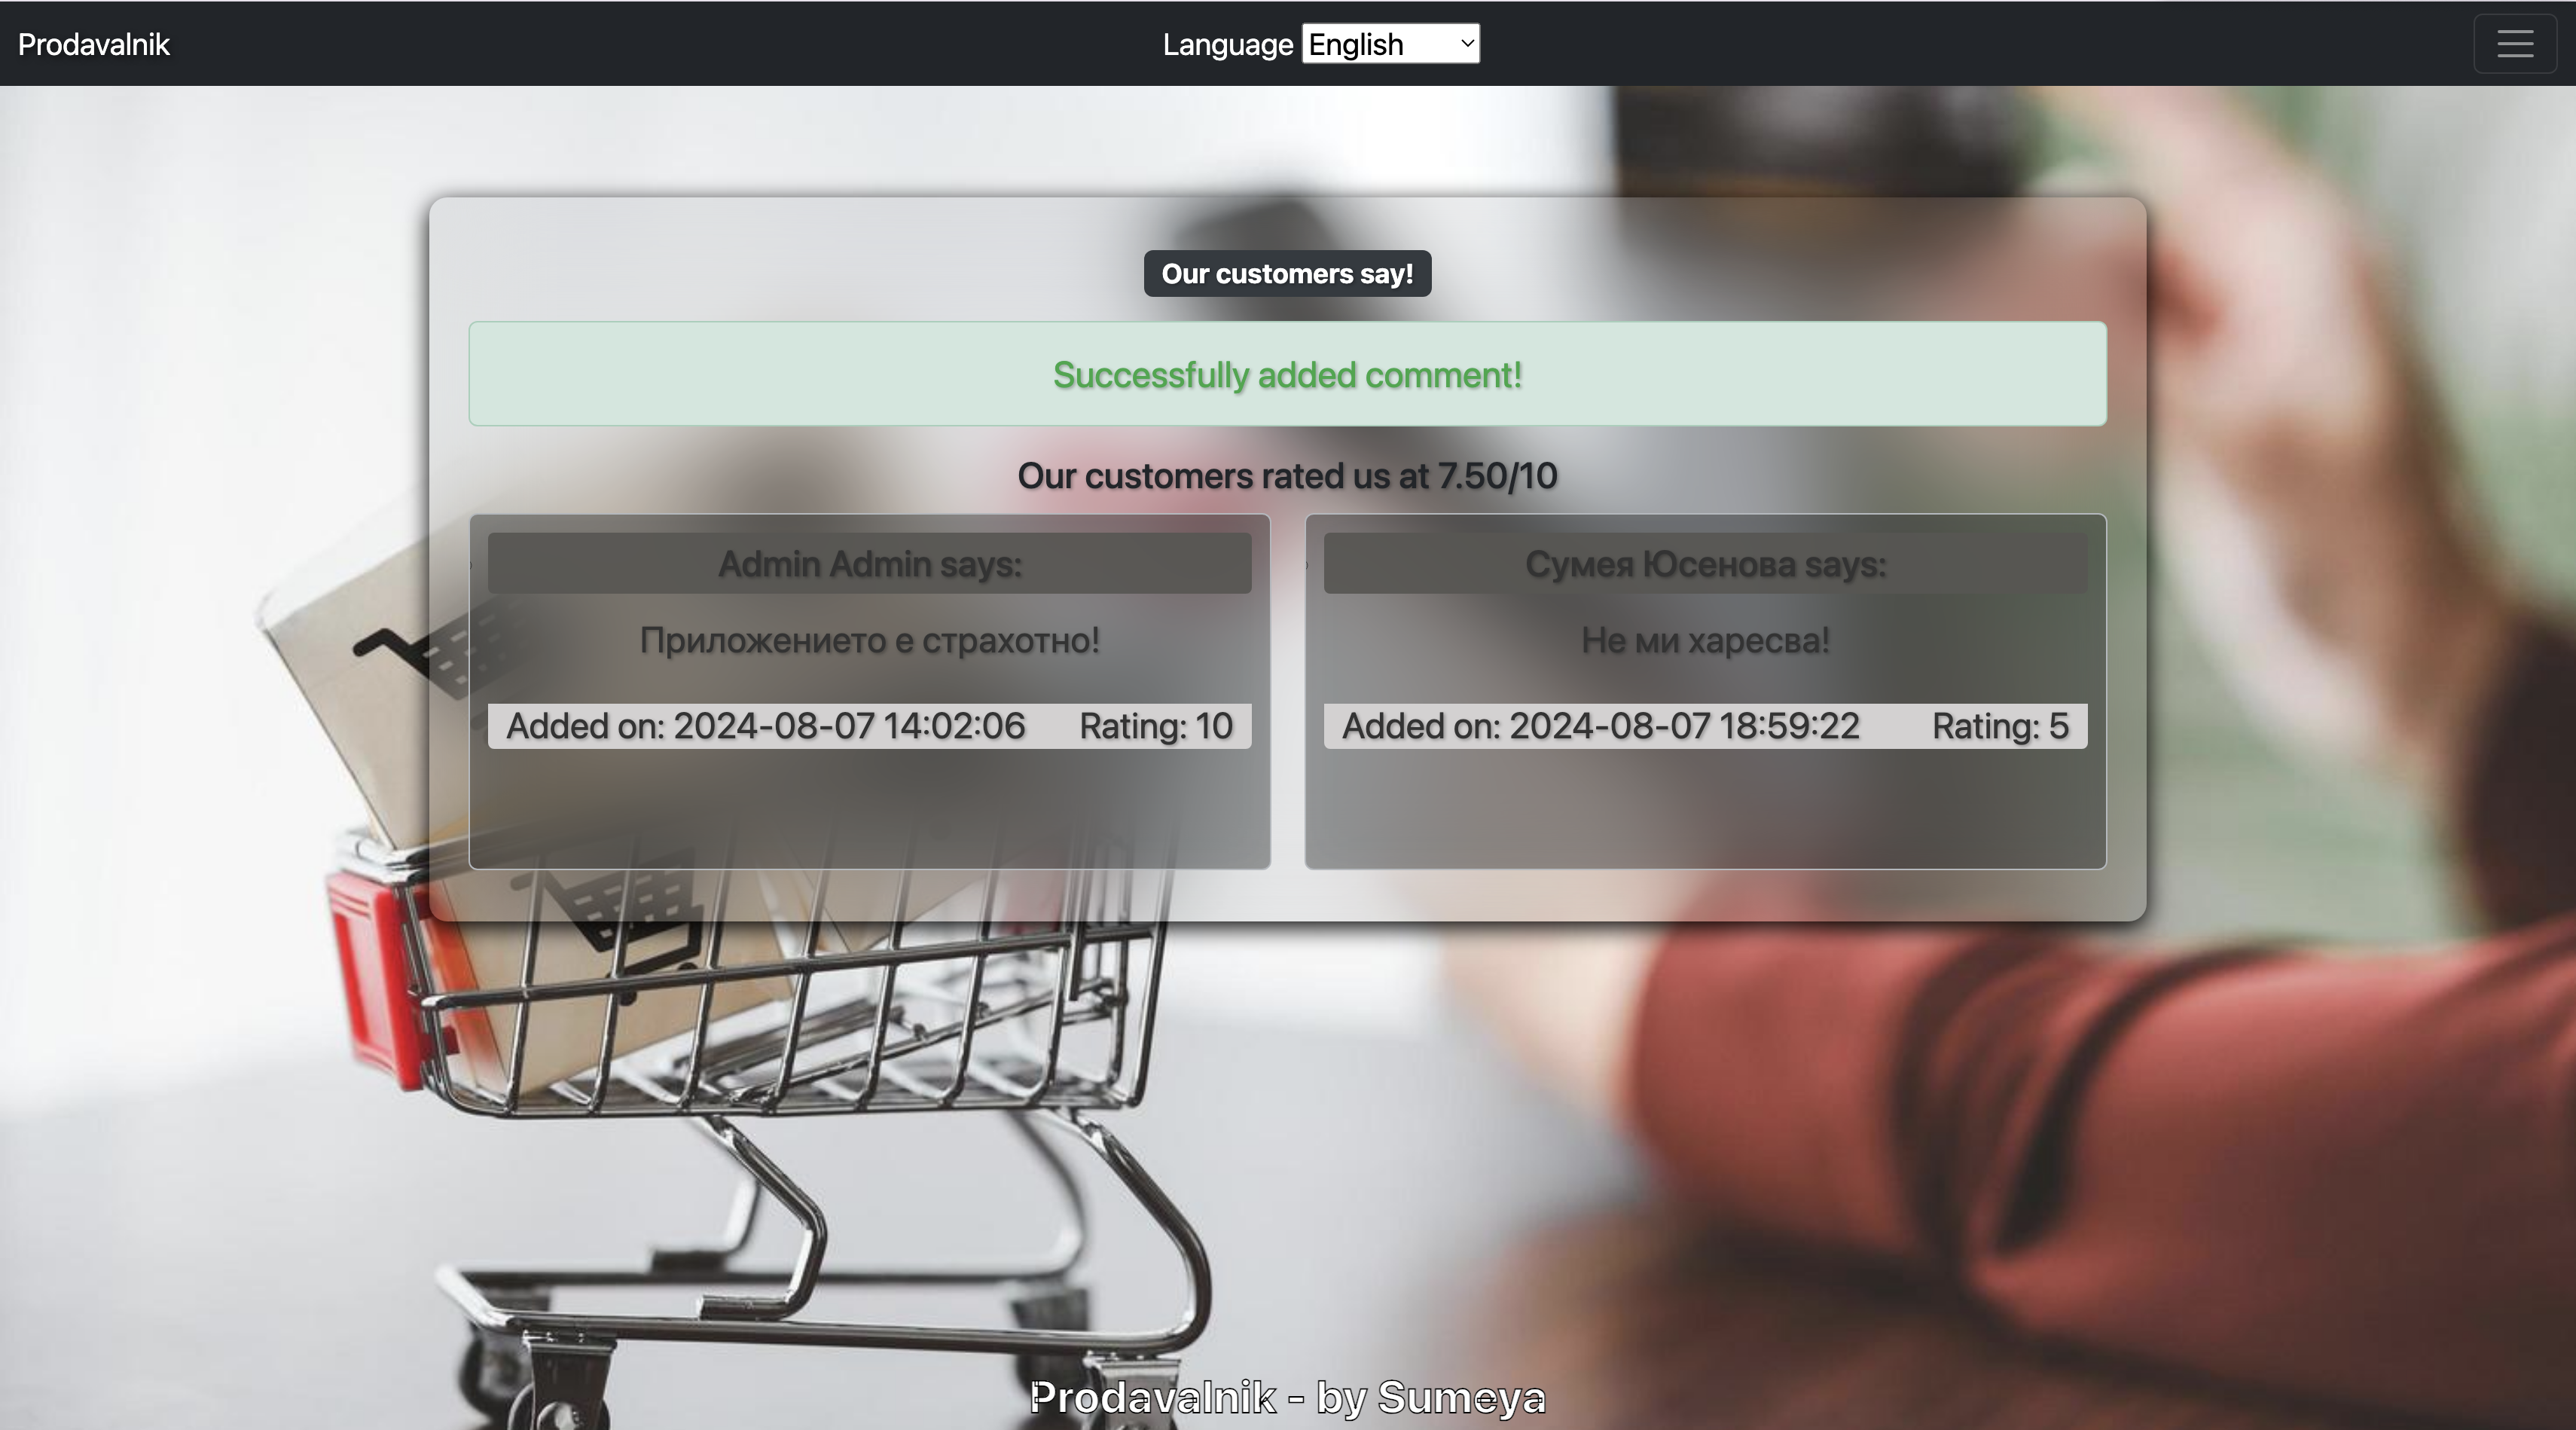 Prodavalnik
Language English
Our customers say!
Successfully added comment!
Our customers rated us at 7.50/10
Admin Admin says:
Приложението е страхотно!
Added on: 2024-08-07 14:02:06 Rating: 10
Сумея Юсенова says:
Не ми харесва!
Added on: 2024-08-07 18:59:22 Rating: 5
Prodavalnik - by Sumeya